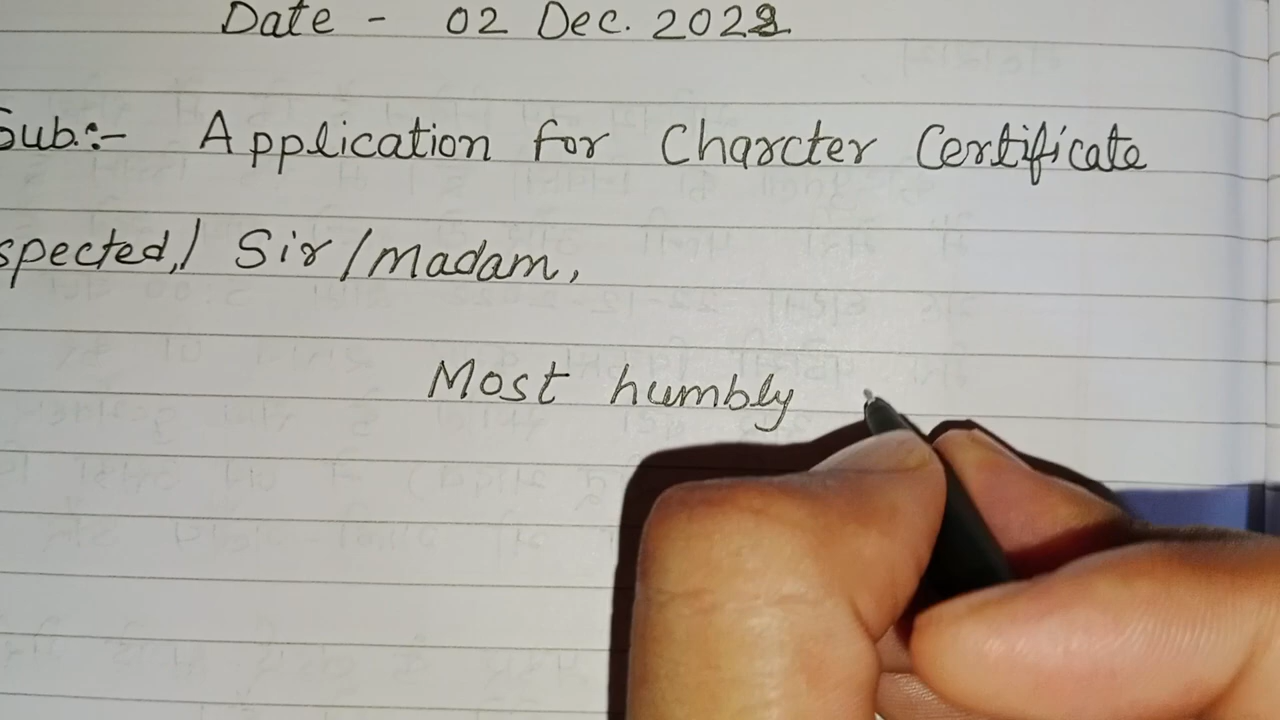 Date - 02 Dec. 2022
Sub:- Application for Charcter Certificate
spected,/ Sir/Madam,
Most humbly